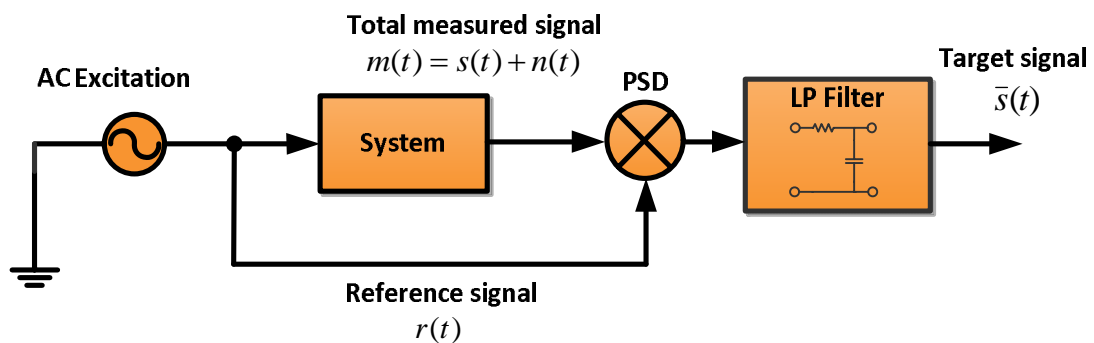 Total measured signal
m(t) = s(t) + n(t)
AC Excitation
System
PSD
LP Filter
Target signal
s̅(t)
Reference signal
r(t)